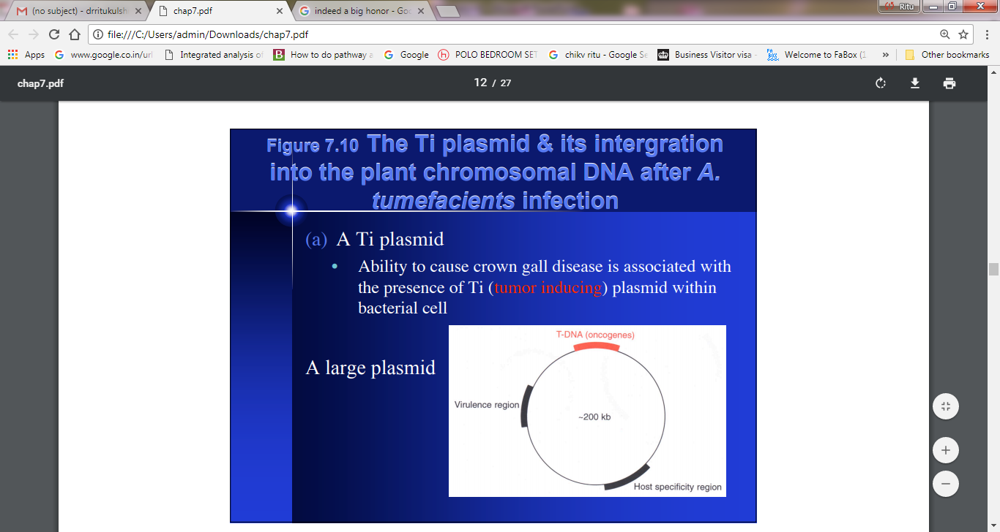 (no subject) - drritukulsh
chap7.pdf
indeed a big honor - Goo
Ritu
file:///C:/Users/admin/Downloads/chap7.pdf
Apps
www.google.co.in/url
Integrated analysis of
How to do pathway a
Google
POLO BEDROOM SET
chikv ritu - Google Se
Business Visitor visa -
Welcome to FaBox (1
»
Other bookmarks
chap7.pdf
12 / 27
Figure 7.10 The Ti plasmid & its intergration
into the plant chromosomal DNA after A.
tumefacients infection
(a) A Ti plasmid
• Ability to cause crown gall disease is associated with
the presence of Ti (tumor inducing) plasmid within
bacterial cell
A large plasmid
T-DNA (oncogenes)
Virulence region
~200 kb
Host specificity region